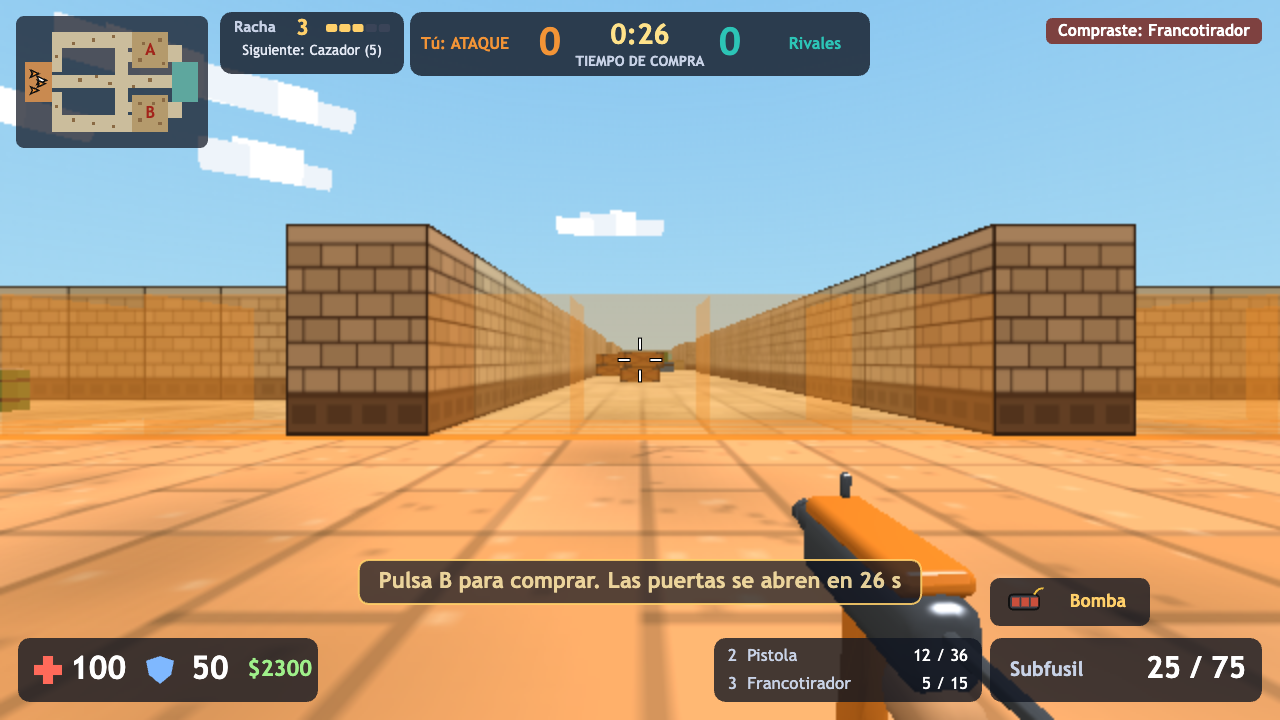 A
B
Racha 3
Siguiente: Cazador (5)
Tú: ATAQUE 0 0:26 0 Rivales
TIEMPO DE COMPRA
Compraste: Francotirador
Pulsa B para comprar. Las puertas se abren en 26 s
Bomba
100 50 $2300
2 Pistola 12 / 36
3 Francotirador 5 / 15
Subfusil 25 / 75